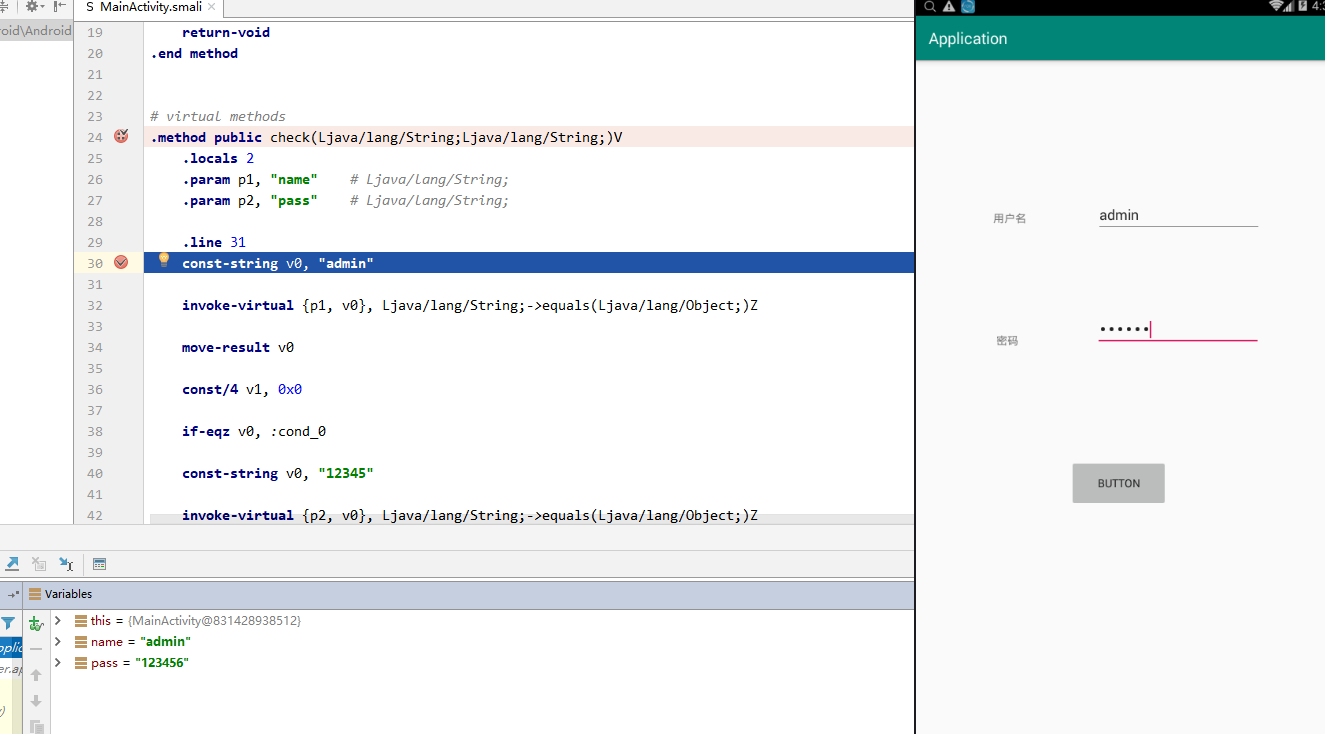 S MainActivity.smali ×
roid\Android
19 return-void
20 .end method
21
22
23 # virtual methods
24 .method public check(Ljava/lang/String;Ljava/lang/String;)V
25 .locals 2
26 .param p1, "name" # Ljava/lang/String;
27 .param p2, "pass" # Ljava/lang/String;
28
29 .line 31
30 const-string v0, "admin"
31
32 invoke-virtual {p1, v0}, Ljava/lang/String;->equals(Ljava/lang/Object;)Z
33
34 move-result v0
35
36 const/4 v1, 0x0
37
38 if-eqz v0, :cond_0
39
40 const-string v0, "12345"
41
42 invoke-virtual {p2, v0}, Ljava/lang/String;->equals(Ljava/lang/Object;)Z
Variables
this = {MainActivity@831428938512}
name = "admin"
pass = "123456"
pplic
er.ap
Application
用户名 admin
密码 ••••••
BUTTON